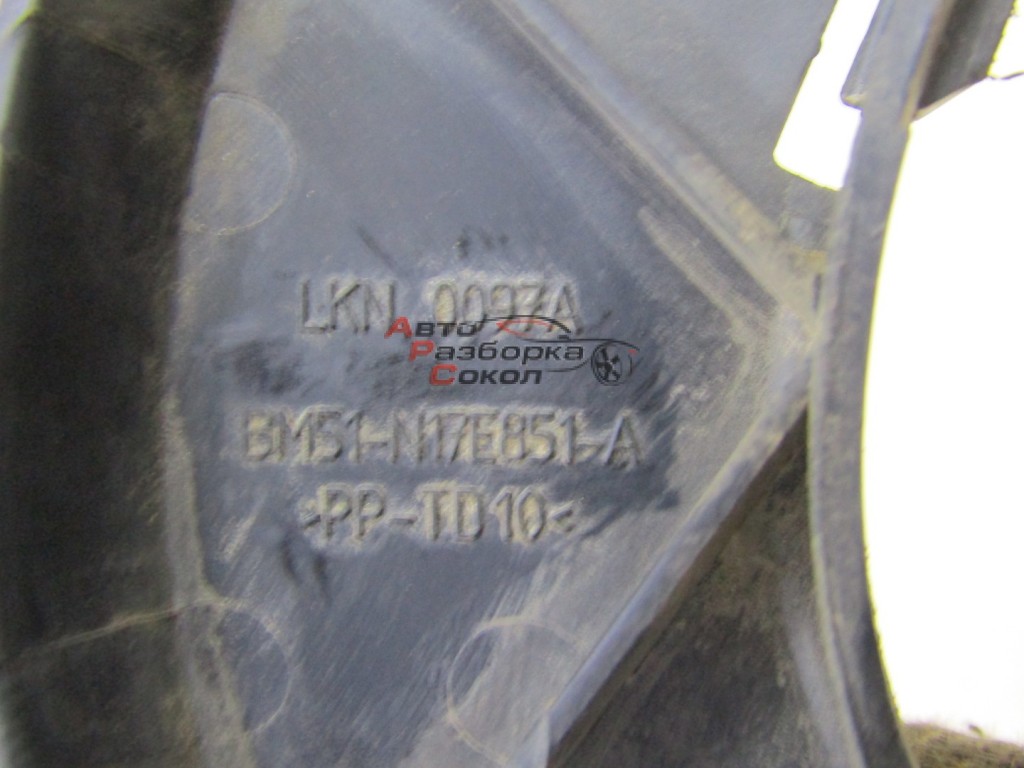 LKN 0097A
АВТО
РАЗБОРКА
СОКОЛ
BM51-N17E851-A
>PP-TD10<